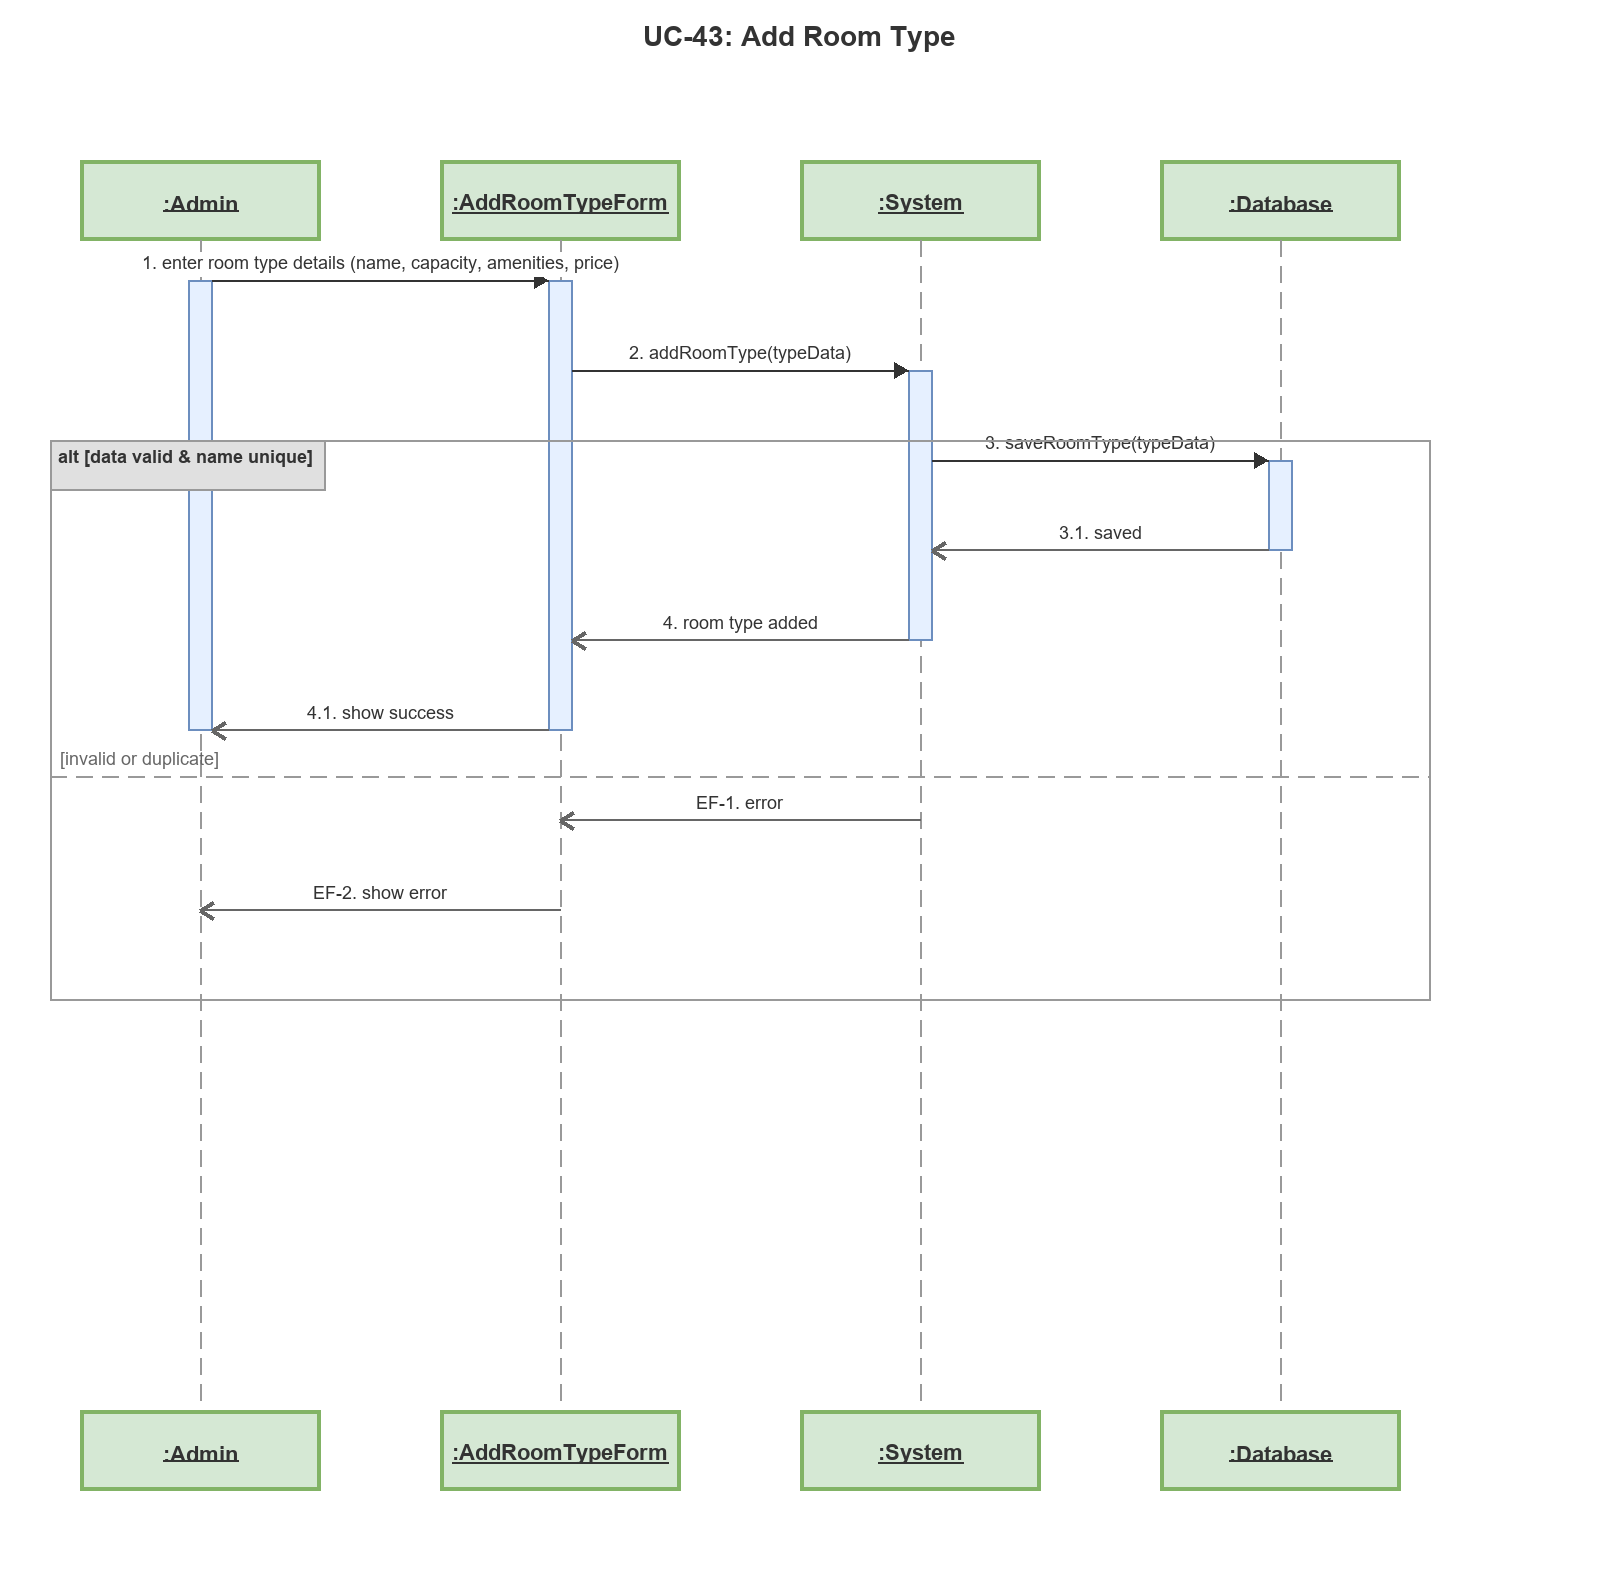 UC-43: Add Room Type
:Admin
:AddRoomTypeForm
:System
:Database
1. enter room type details (name, capacity, amenities, price)
2. addRoomType(typeData)
3. saveRoomType(typeData)
alt [data valid & name unique]
3.1. saved
4. room type added
4.1. show success
[invalid or duplicate]
EF-1. error
EF-2. show error
:Admin
:AddRoomTypeForm
:System
:Database